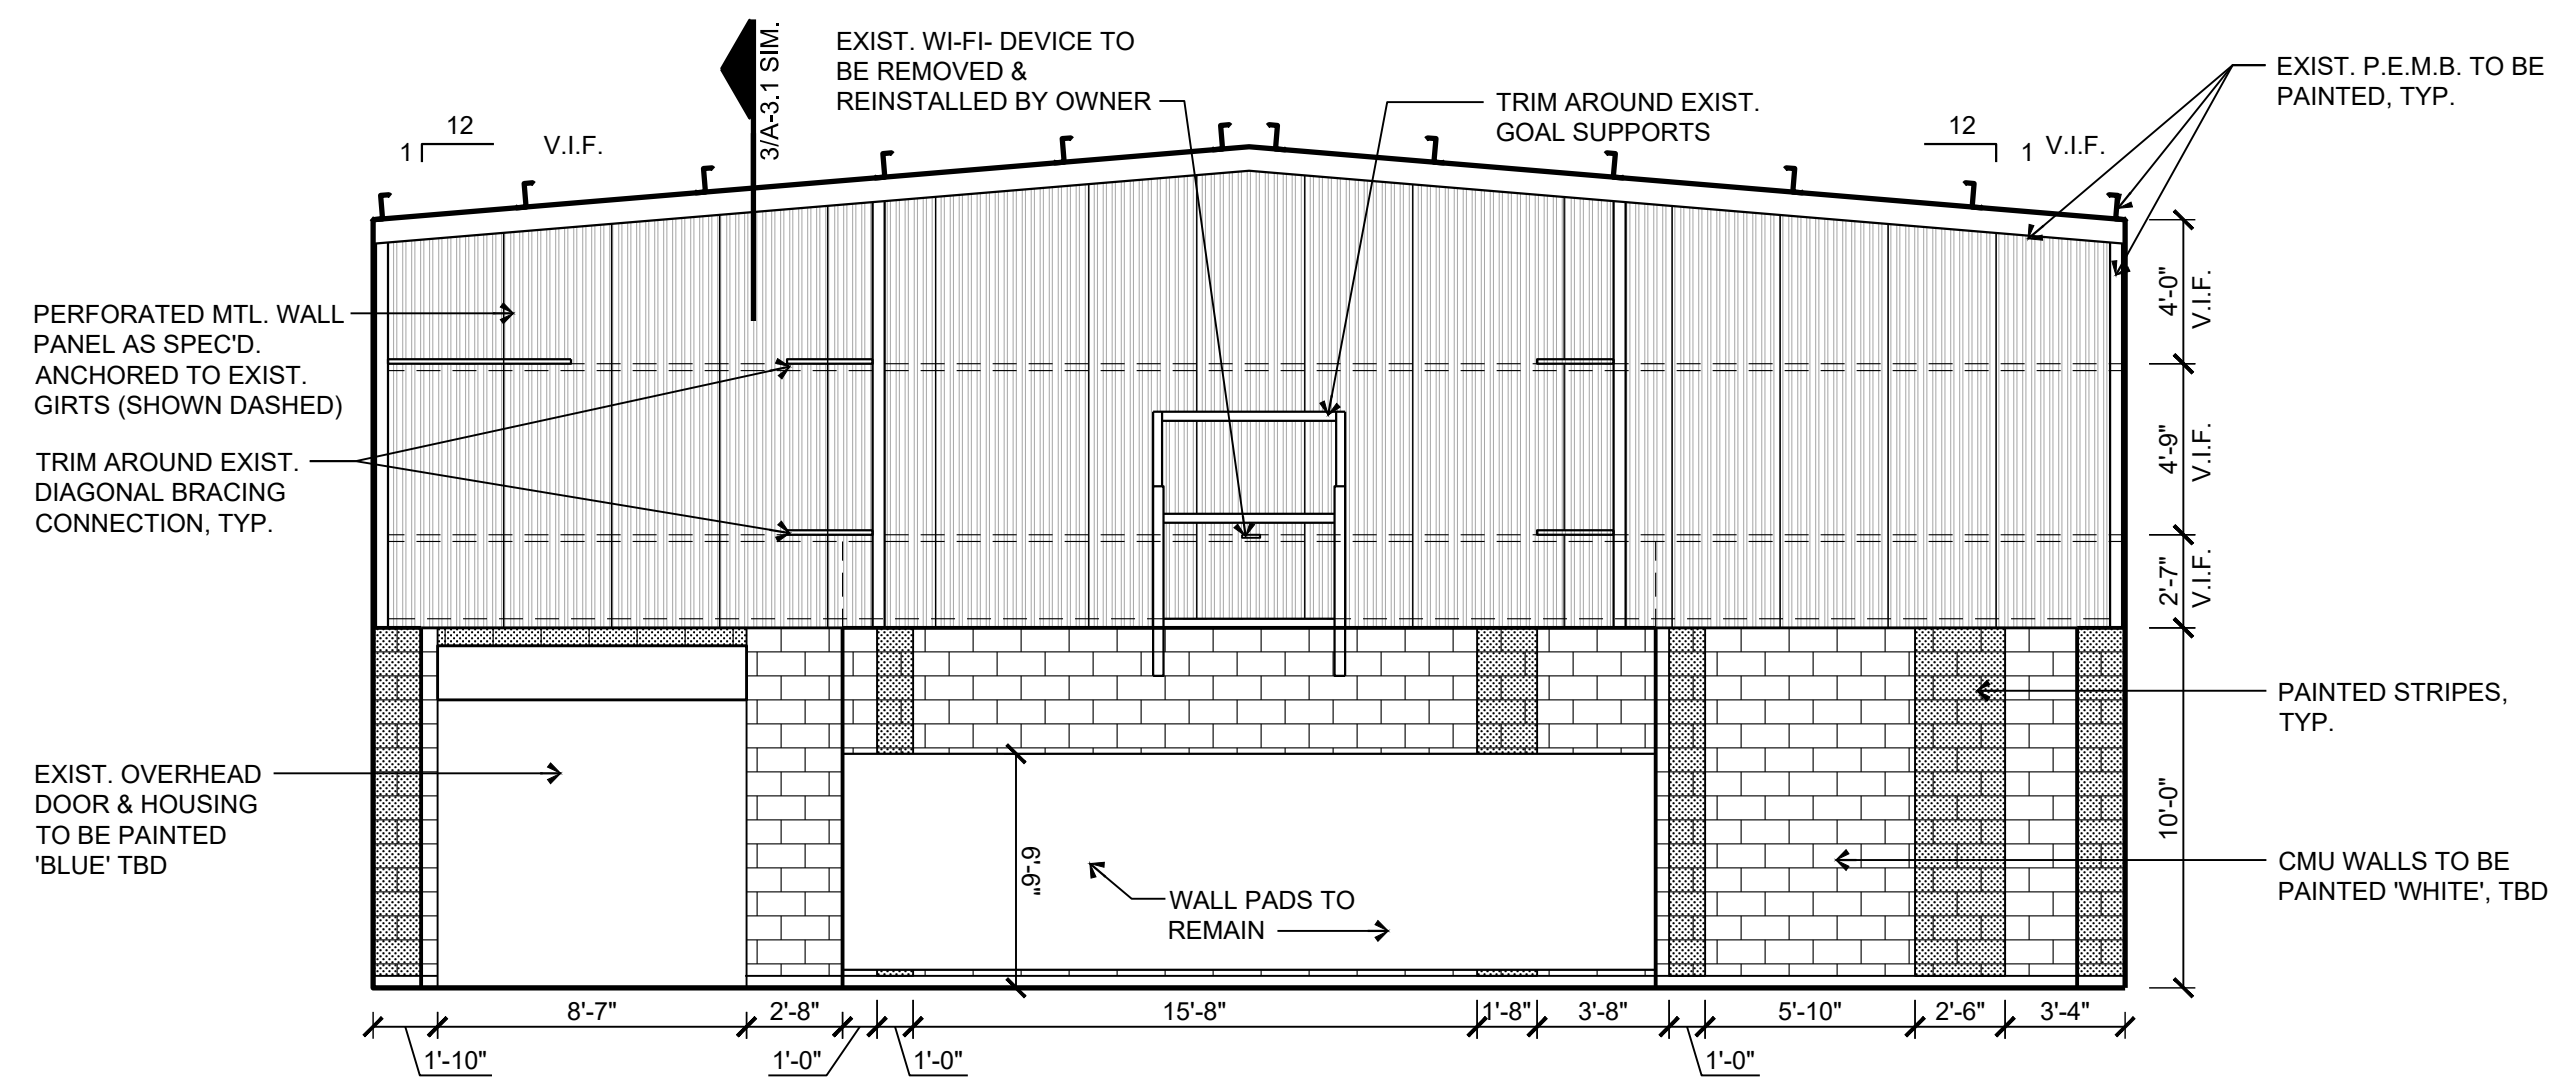 3/A-3.1 SIM.
EXIST. WI-FI- DEVICE TO
BE REMOVED &
REINSTALLED BY OWNER
TRIM AROUND EXIST.
GOAL SUPPORTS
EXIST. P.E.M.B. TO BE
PAINTED, TYP.
12
1
V.I.F.
12
1
V.I.F.
PERFORATED MTL. WALL
PANEL AS SPEC'D.
ANCHORED TO EXIST.
GIRTS (SHOWN DASHED)
TRIM AROUND EXIST.
DIAGONAL BRACING
CONNECTION, TYP.
EXIST. OVERHEAD
DOOR & HOUSING
TO BE PAINTED
'BLUE' TBD
4'-0"
V.I.F.
4'-9"
V.I.F.
2'-7"
V.I.F.
10'-0"
PAINTED STRIPES,
TYP.
CMU WALLS TO BE
PAINTED 'WHITE', TBD
6'-6"
WALL PADS TO
REMAIN
8'-7"
2'-8"
15'-8"
1'-8"
3'-8"
5'-10"
2'-6"
3'-4"
1'-10"
1'-0"
1'-0"
1'-0"